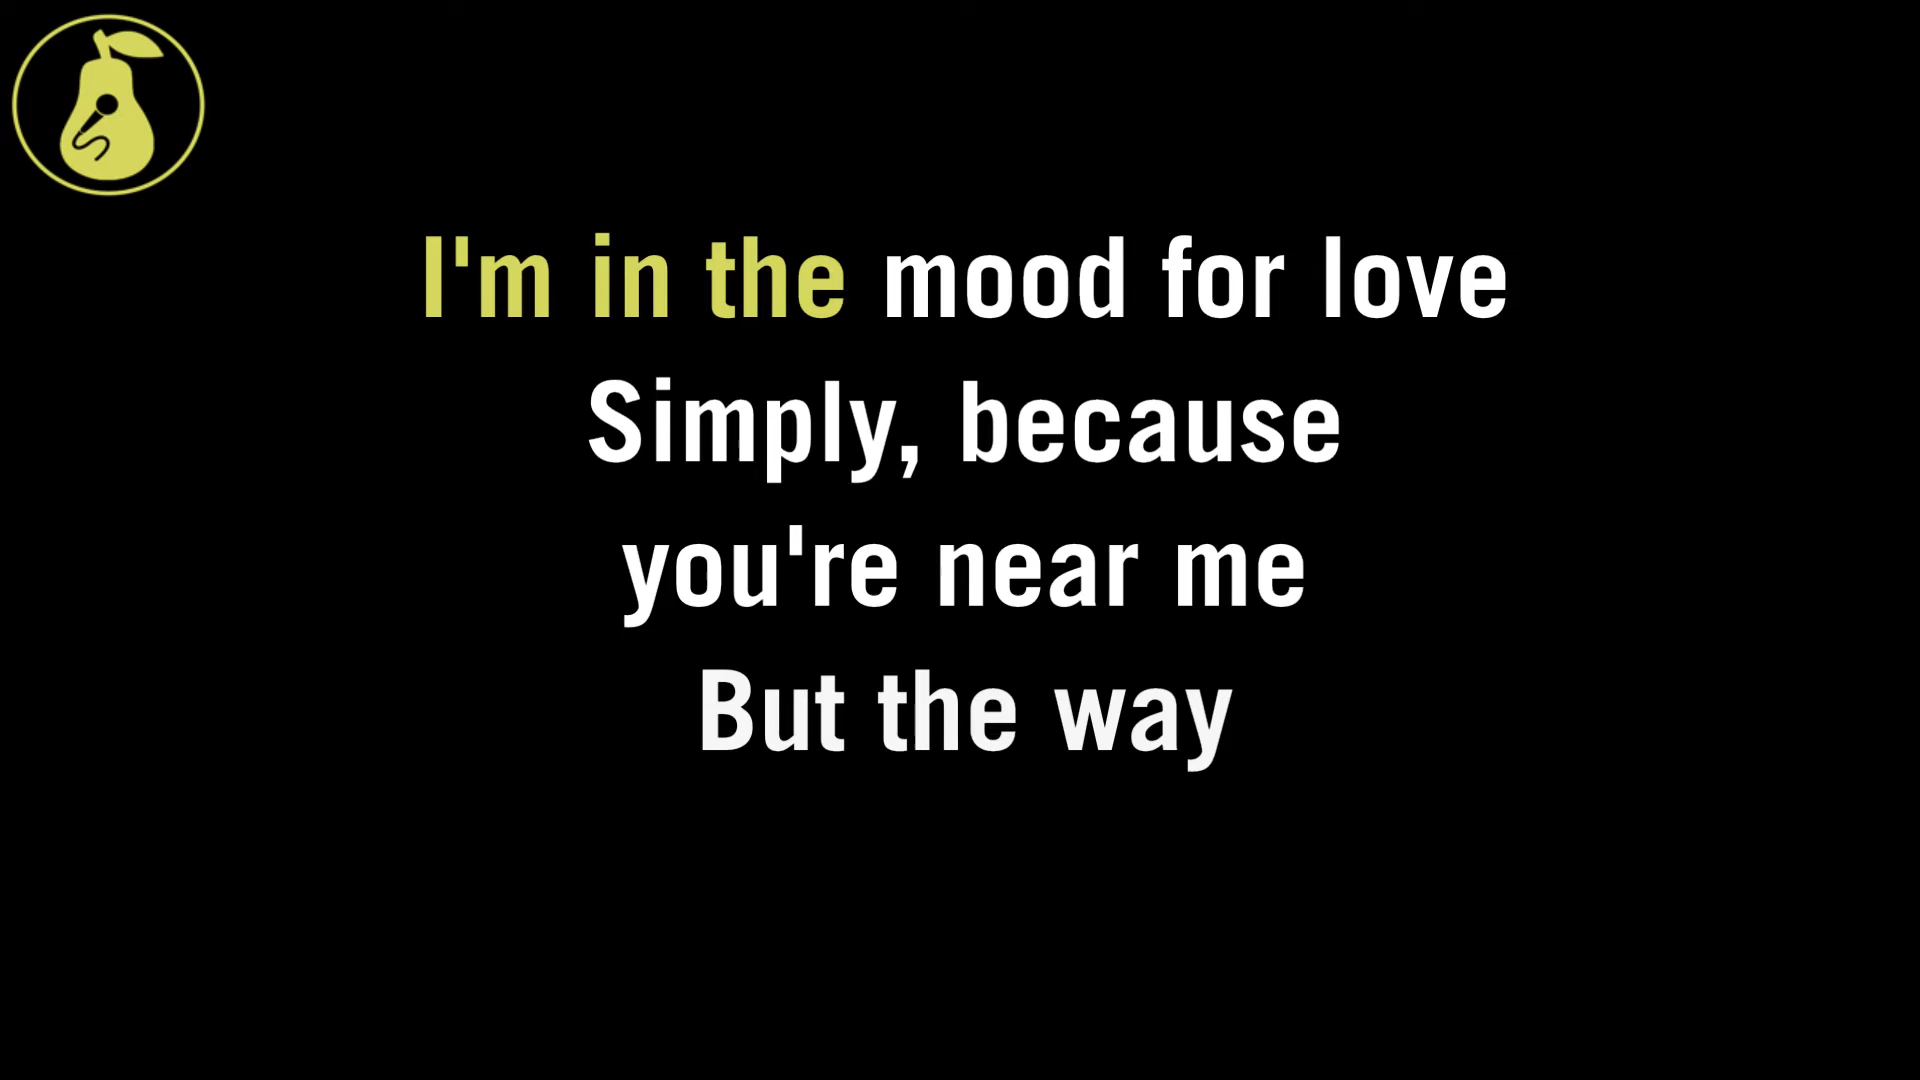 I'm in the mood for love
Simply, because
you're near me
But the way